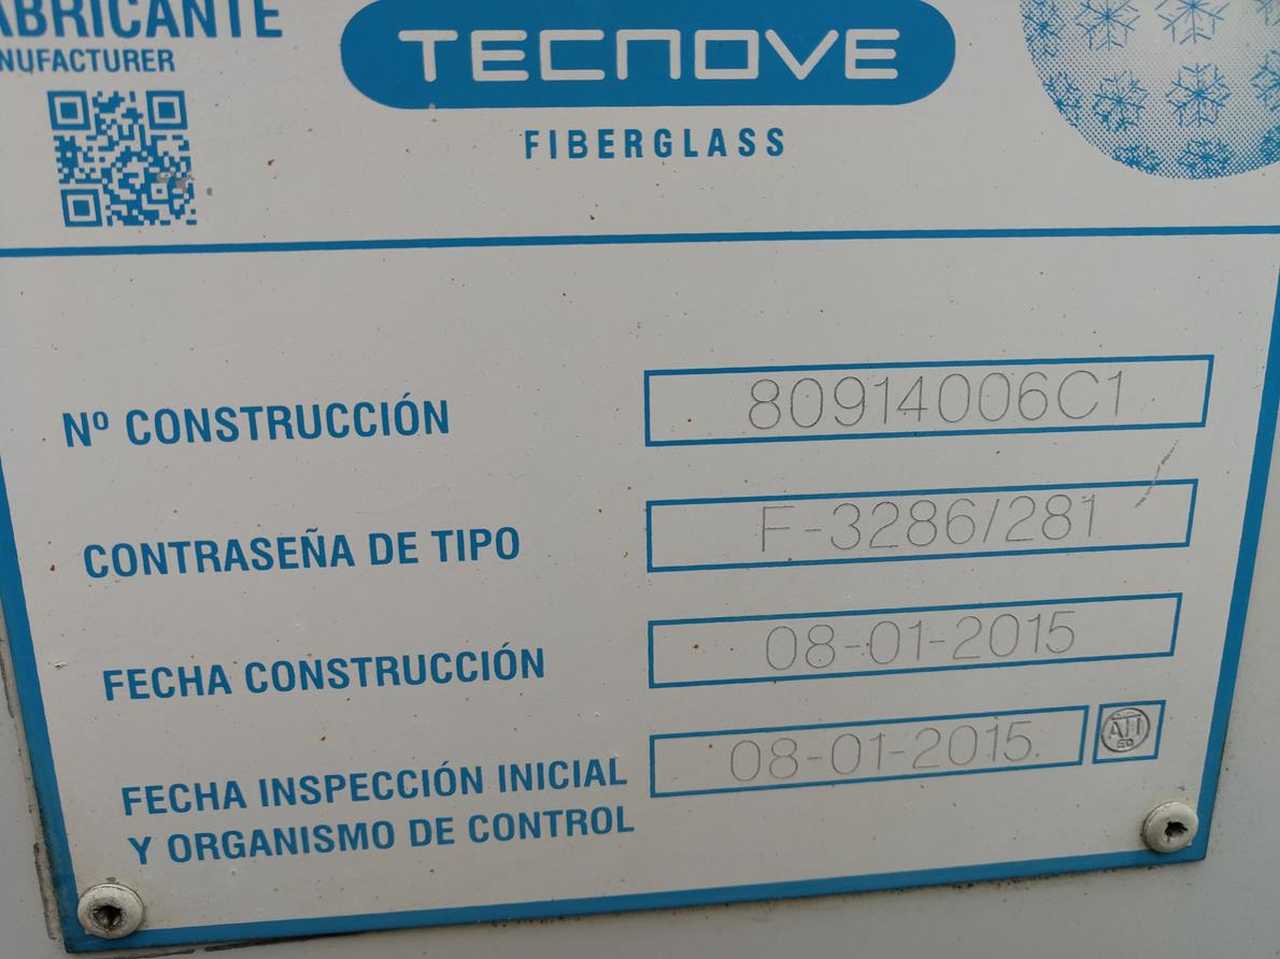 ABRICANTE
NUFACTURER
TECNOVE
FIBERGLASS
Nº CONSTRUCCIÓN 80914006C1
CONTRASEÑA DE TIPO F-3286/281
FECHA CONSTRUCCIÓN 08-01-2015
FECHA INSPECCIÓN INICIAL 08-01-2015.
Y ORGANISMO DE CONTROL